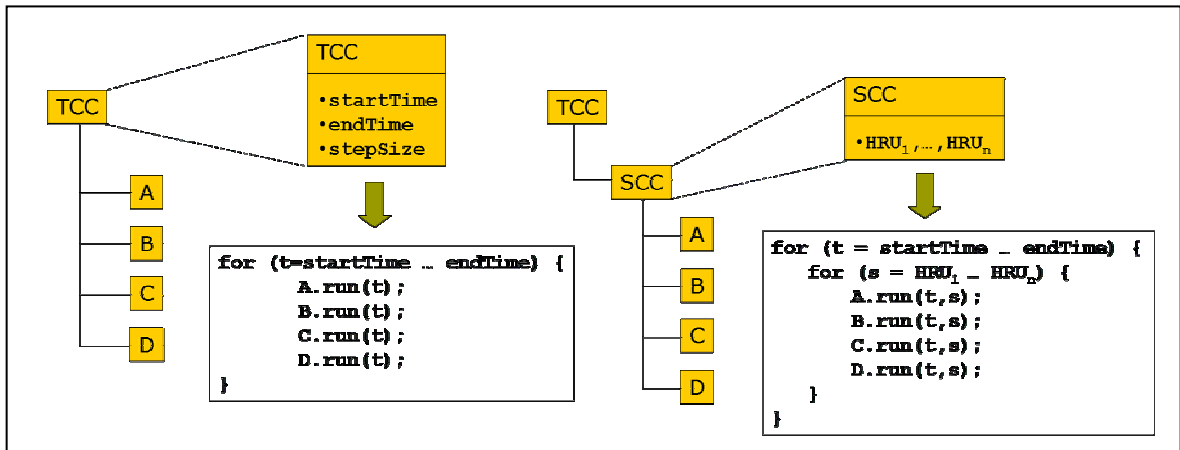 TCC
TCC
•startTime
•endTime
•stepSize
A
B
C
D
for (t=startTime … endTime) {
A.run(t);
B.run(t);
C.run(t);
D.run(t);
}
TCC
SCC
SCC
•HRU1,…,HRUn
A
B
C
D
for (t = startTime … endTime) {
for (s = HRU1 … HRUn) {
A.run(t,s);
B.run(t,s);
C.run(t,s);
D.run(t,s);
}
}